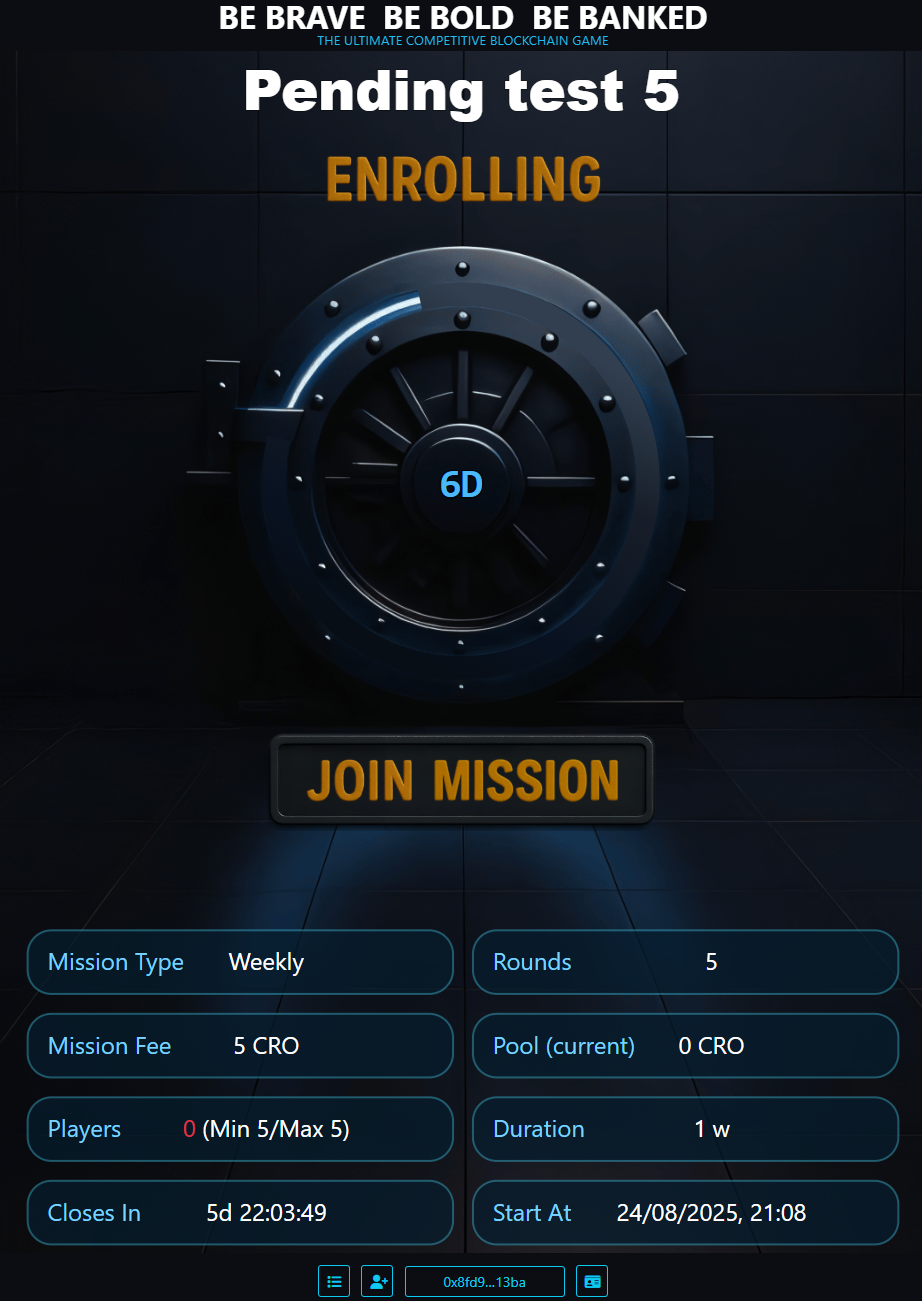 BE BRAVE  BE BOLD  BE BANKED
THE ULTIMATE COMPETITIVE BLOCKCHAIN GAME
Pending test 5
ENROLLING
6D
JOIN MISSION
Mission Type Weekly
Rounds 5
Mission Fee 5 CRO
Pool (current) 0 CRO
Players 0 (Min 5/Max 5)
Duration 1 w
Closes In 5d 22:03:49
Start At 24/08/2025, 21:08
0x8fd9...13ba